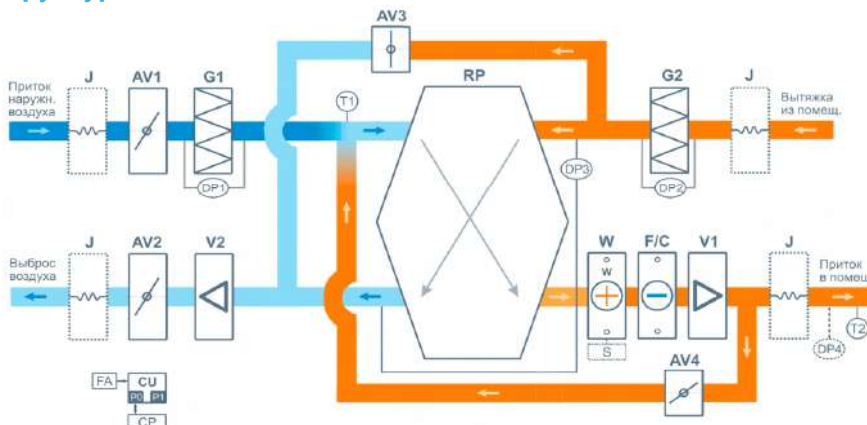 AV3
J
AV1
G1
RP
G2
J
Приток
наружн.
воздуха
T1
Вытяжка
из помещ.
DP1
DP3
DP2
Выброс
воздуха
J
AV2
V2
W
F/C
V1
J
Приток
в помещ
W
S
DP4
T2
AV4
FA
CU
P0 P1
CP